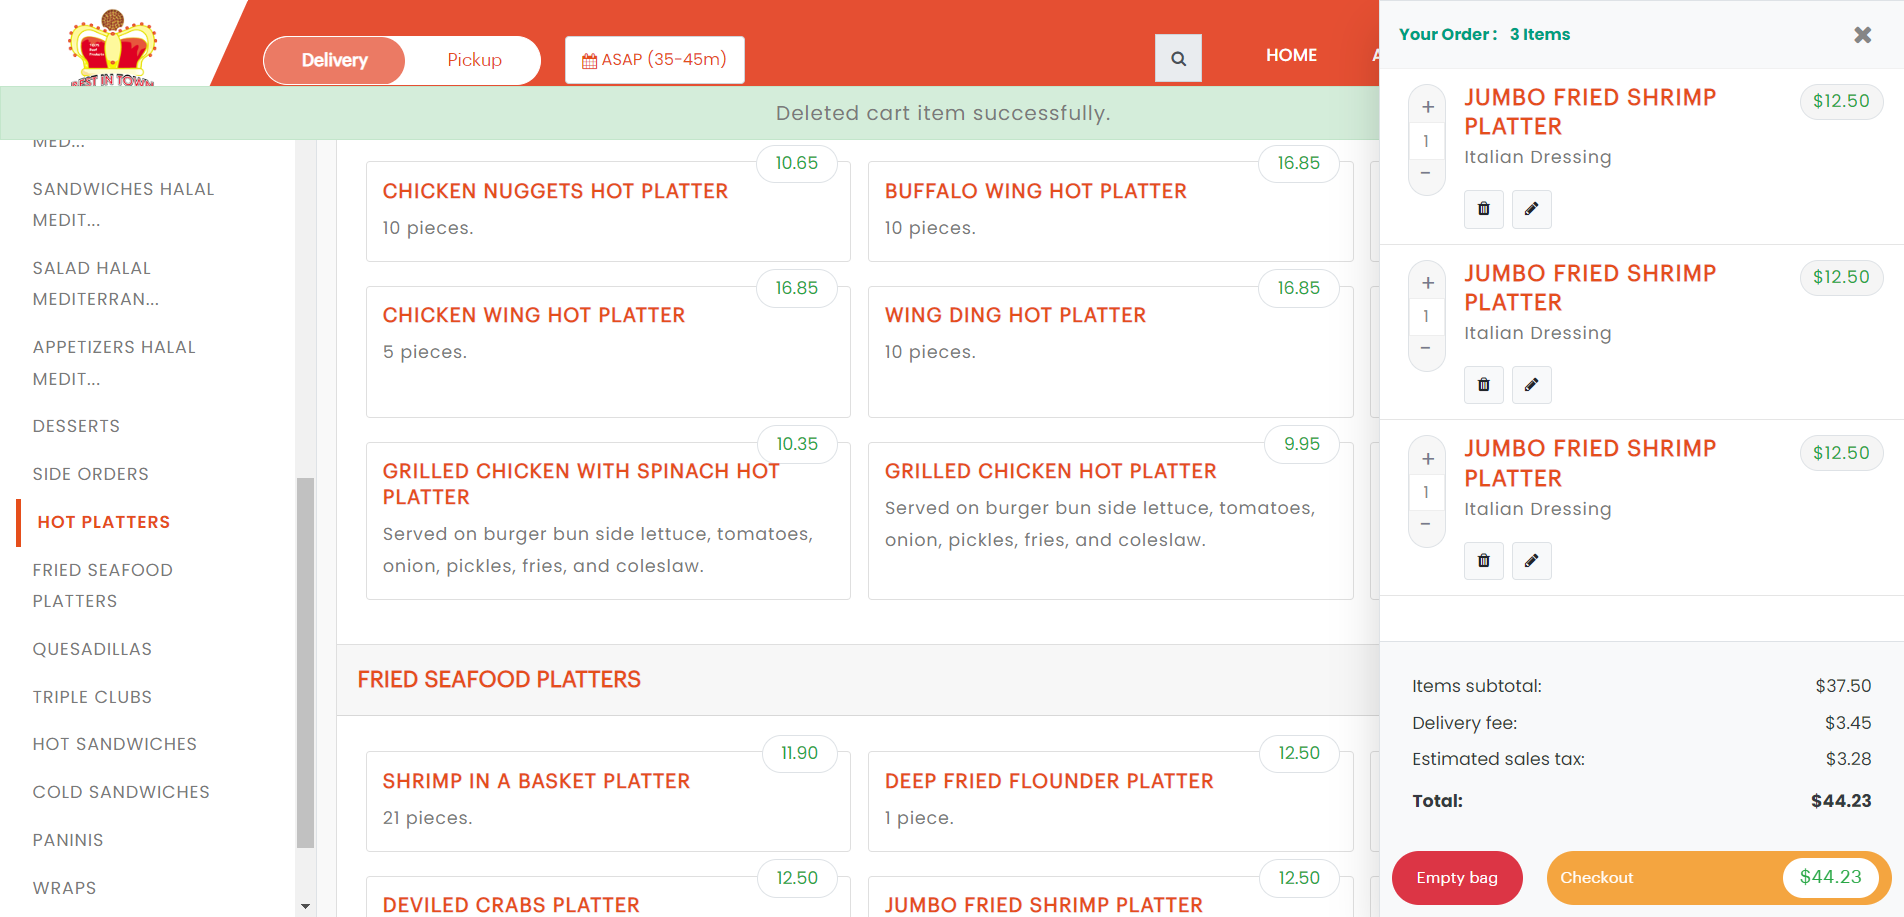 BEST IN TOWN
Delivery
Pickup
ASAP (35-45m)
HOME
Deleted cart item successfully.
MED...
SANDWICHES HALAL
MEDIT...
SALAD HALAL
MEDITERRAN...
APPETIZERS HALAL
MEDIT...
DESSERTS
SIDE ORDERS
HOT PLATTERS
FRIED SEAFOOD
PLATTERS
QUESADILLAS
TRIPLE CLUBS
HOT SANDWICHES
COLD SANDWICHES
PANINIS
WRAPS
10.65
CHICKEN NUGGETS HOT PLATTER
10 pieces.
16.85
BUFFALO WING HOT PLATTER
10 pieces.
16.85
CHICKEN WING HOT PLATTER
5 pieces.
16.85
WING DING HOT PLATTER
10 pieces.
10.35
GRILLED CHICKEN WITH SPINACH HOT
PLATTER
Served on burger bun side lettuce, tomatoes,
onion, pickles, fries, and coleslaw.
9.95
GRILLED CHICKEN HOT PLATTER
Served on burger bun side lettuce, tomatoes,
onion, pickles, fries, and coleslaw.
FRIED SEAFOOD PLATTERS
11.90
SHRIMP IN A BASKET PLATTER
21 pieces.
12.50
DEEP FRIED FLOUNDER PLATTER
1 piece.
12.50
DEVILED CRABS PLATTER
12.50
JUMBO FRIED SHRIMP PLATTER
Your Order : 3 Items
+
1
−
JUMBO FRIED SHRIMP
PLATTER
Italian Dressing
$12.50
+
1
−
JUMBO FRIED SHRIMP
PLATTER
Italian Dressing
$12.50
+
1
−
JUMBO FRIED SHRIMP
PLATTER
Italian Dressing
$12.50
Items subtotal: $37.50
Delivery fee: $3.45
Estimated sales tax: $3.28
Total: $44.23
Empty bag
Checkout $44.23